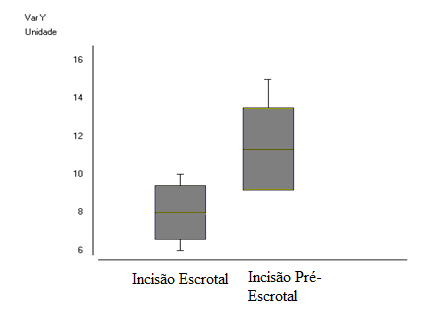 Var Y
Unidade
16
14
12
10
8
6
Incisão Escrotal
Incisão Pré-
Escrotal